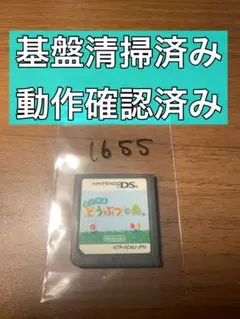 基盤清掃済み
動作確認済み
1655
NINTENDO DS
おいでよ
どうぶつの森
Nintendo
NTR-ADMJ-JPN